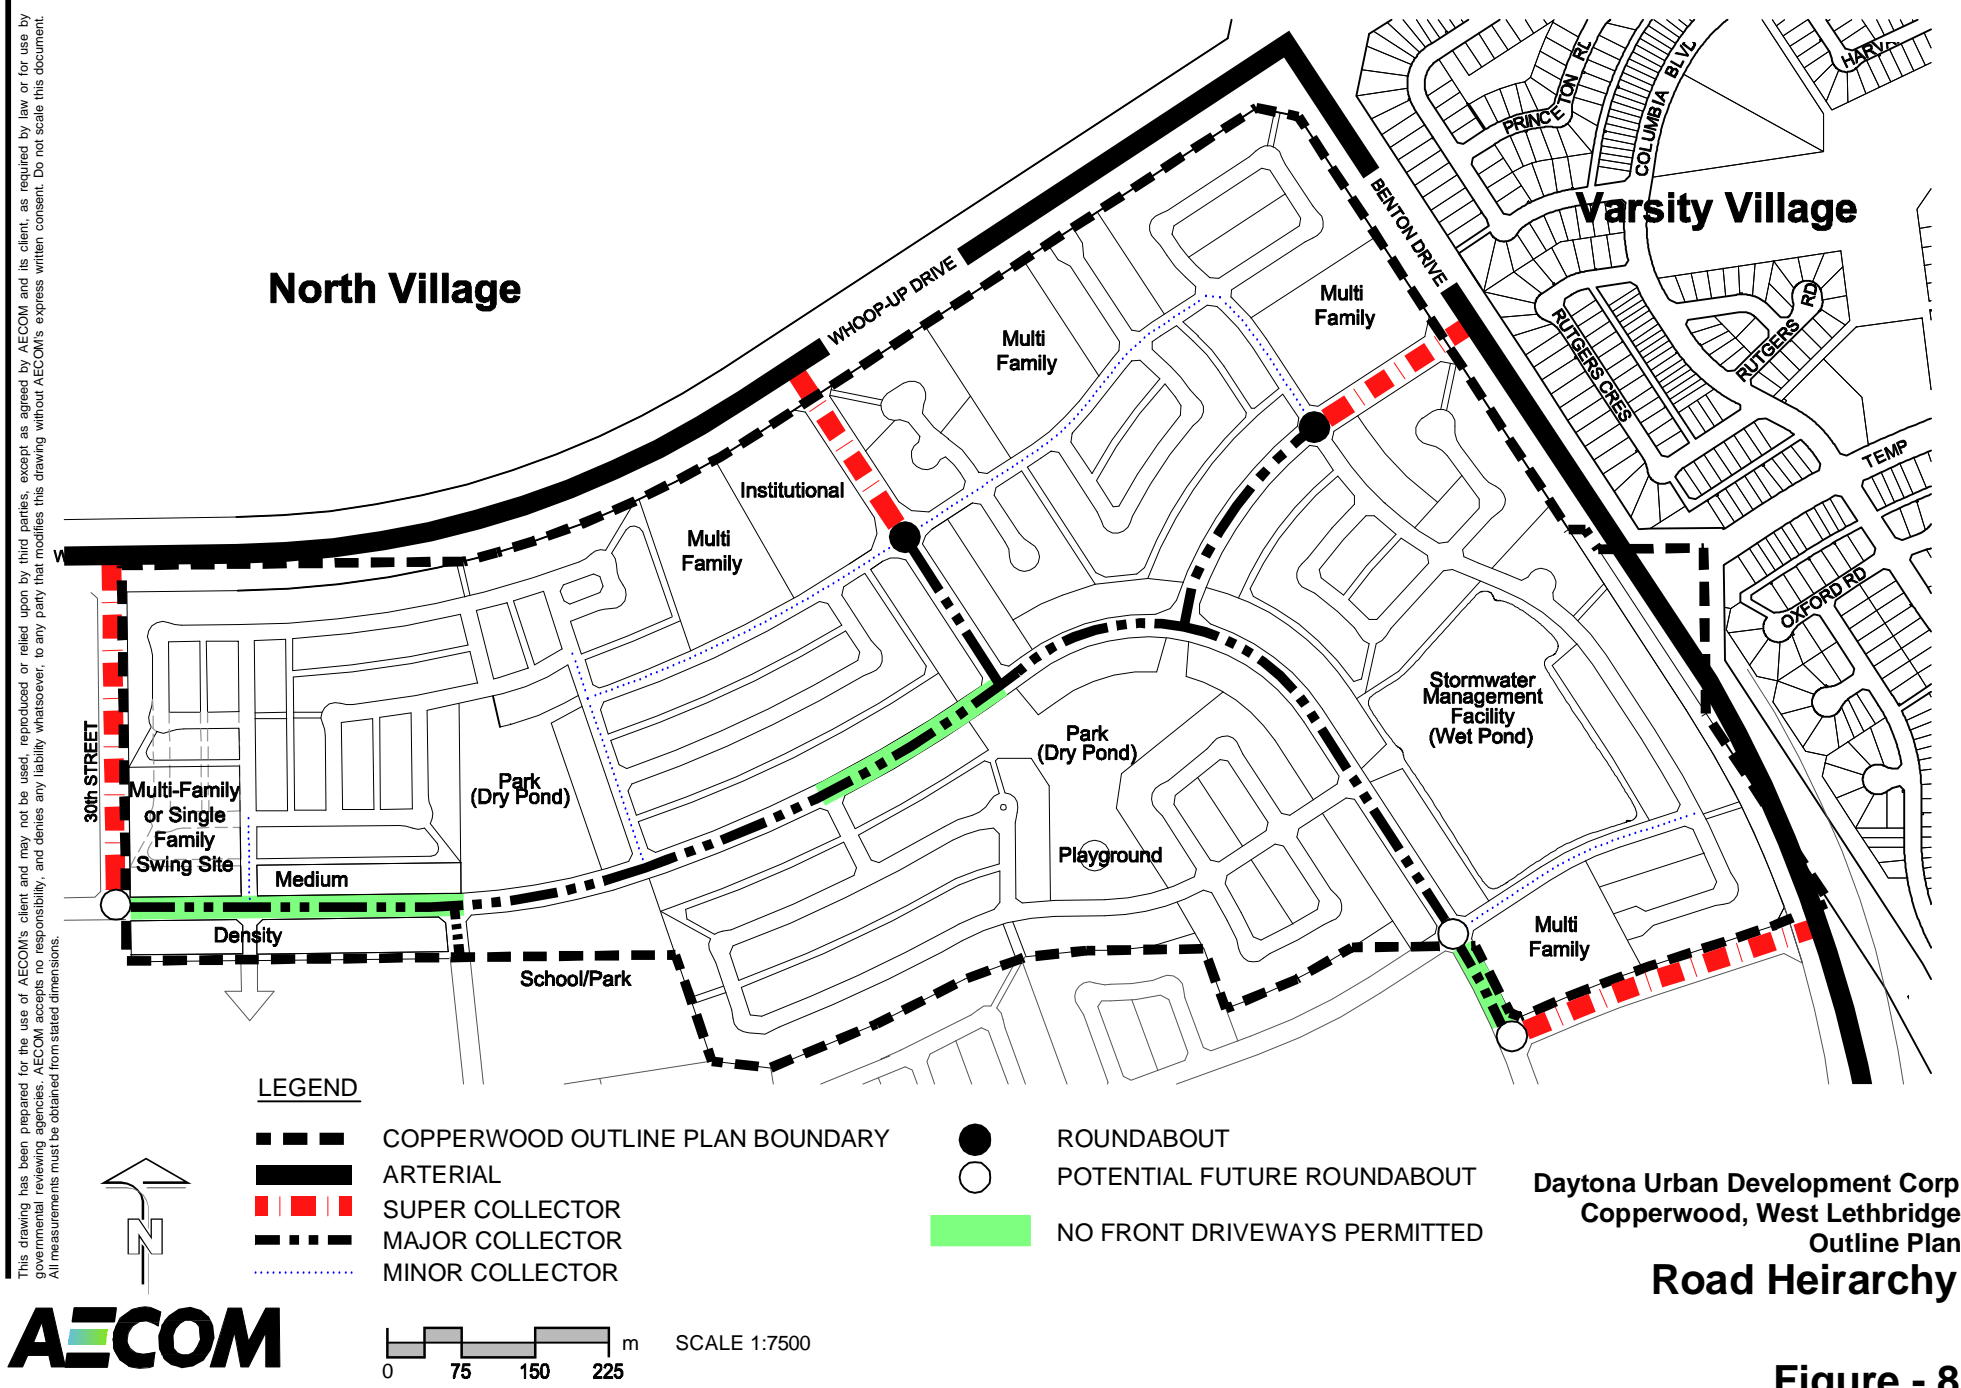 This drawing has been prepared for the use of AECOM's client and may not be used, reproduced or relied upon by third parties, except as agreed by AECOM and its client, as required by law or for use by
governmental reviewing agencies. AECOM accepts no responsibility, and denies any liability whatsoever, to any party that modifies this drawing without AECOM's express written consent. Do not scale this document.
All measurements must be obtained from stated dimensions.
North Village
Varsity Village
HARV
PRINCETON RD
COLUMBIA BLVD
BENTON DRIVE
WHOOP-UP DRIVE
RUTGERS CRES
RUTGERS RD
TEMP
OXFORD RD
W
30th STREET
Multi
Family
Multi
Family
Institutional
Multi
Family
Stormwater
Management
Facility
(Wet Pond)
Park
(Dry Pond)
Park
(Dry Pond)
Multi-Family
or Single
Family
Swing Site
Playground
Medium
Density
School/Park
Multi
Family
LEGEND
COPPERWOOD OUTLINE PLAN BOUNDARY
ARTERIAL
SUPER COLLECTOR
MAJOR COLLECTOR
MINOR COLLECTOR
ROUNDABOUT
POTENTIAL FUTURE ROUNDABOUT
NO FRONT DRIVEWAYS PERMITTED
N
AECOM
0 75 150 225 m
SCALE 1:7500
Daytona Urban Development Corp
Copperwood, West Lethbridge
Outline Plan
Road Heirarchy
Figure - 8